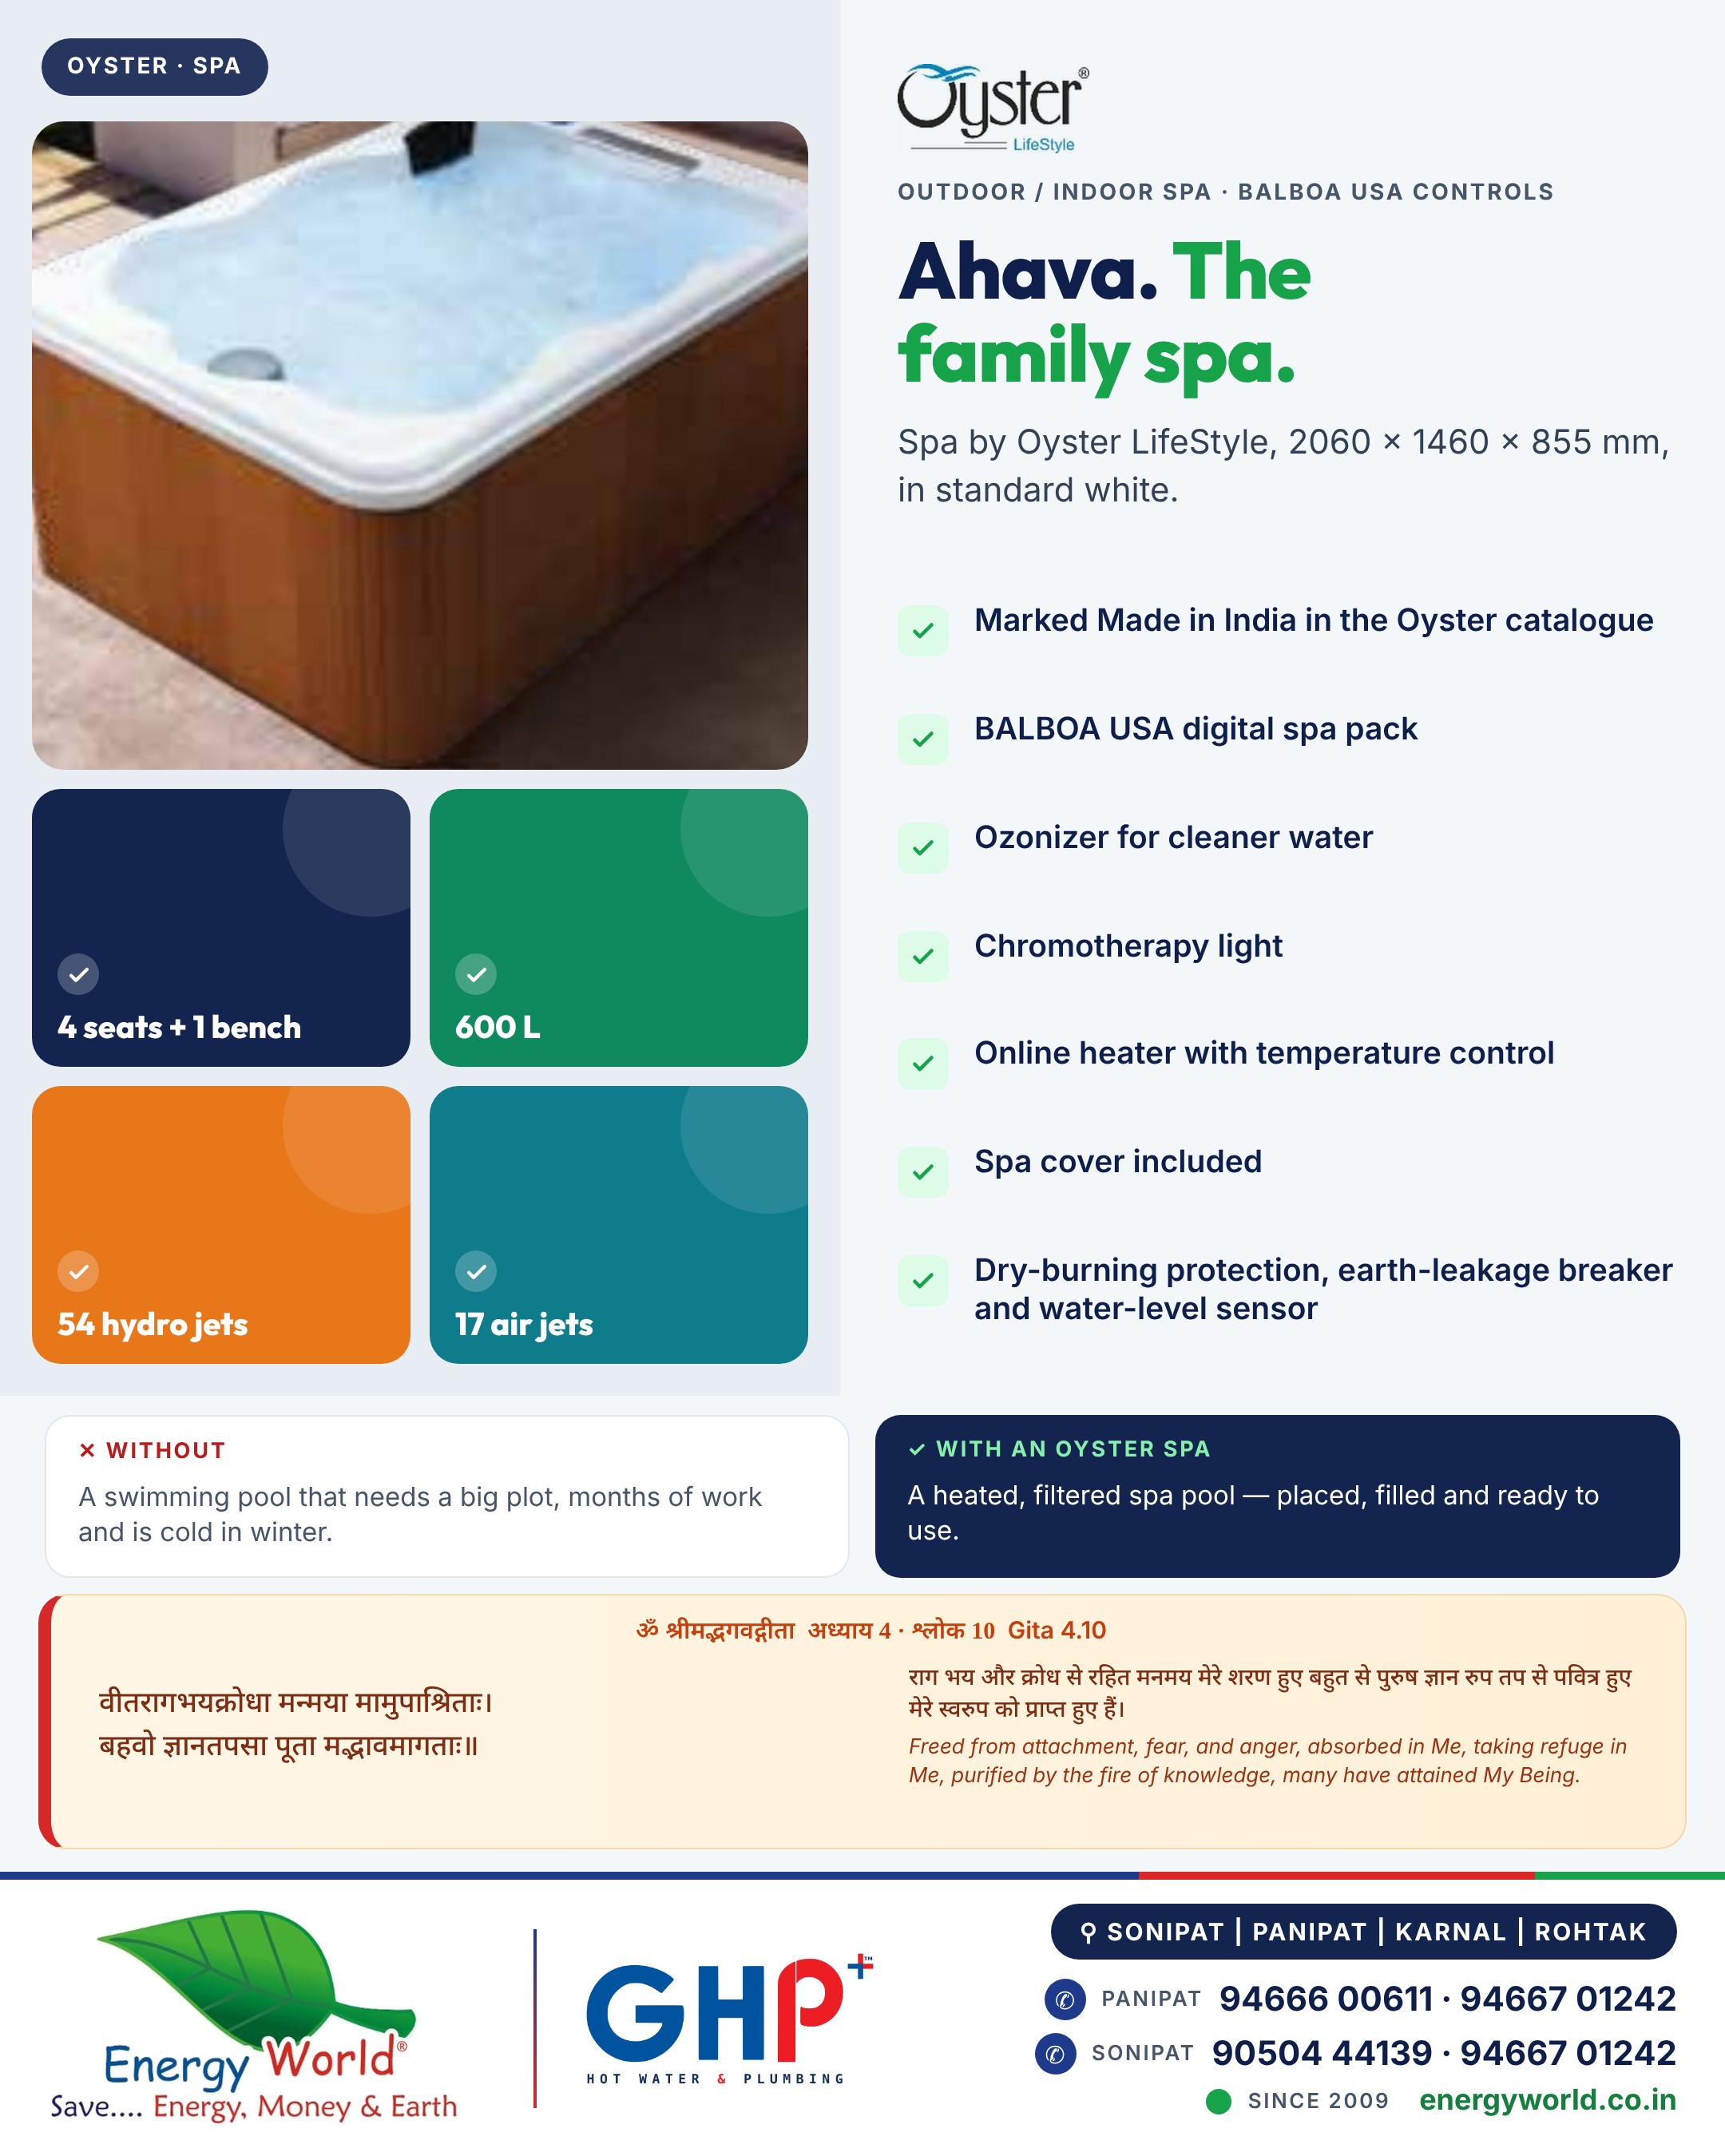 OYSTER · SPA
Oyster®
LifeStyle
OUTDOOR / INDOOR SPA · BALBOA USA CONTROLS
Ahava. The
family spa.
Spa by Oyster LifeStyle, 2060 × 1460 × 855 mm,
in standard white.
Marked Made in India in the Oyster catalogue
BALBOA USA digital spa pack
Ozonizer for cleaner water
Chromotherapy light
Online heater with temperature control
Spa cover included
Dry-burning protection, earth-leakage breaker
and water-level sensor
4 seats + 1 bench
600 L
54 hydro jets
17 air jets
✕ WITHOUT
A swimming pool that needs a big plot, months of work
and is cold in winter.
✓ WITH AN OYSTER SPA
A heated, filtered spa pool — placed, filled and ready to
use.
ॐ श्रीमद्भगवद्गीता अध्याय 4 · श्लोक 10 Gita 4.10
वीतरागभयक्रोधा मन्मया मामुपाश्रिताः।
बहवो ज्ञानतपसा पूता मद्भावमागताः॥
राग भय और क्रोध से रहित मनमय मेरे शरण हुए बहुत से पुरुष ज्ञान रुप तप से पवित्र हुए
मेरे स्वरुप को प्राप्त हुए हैं।
Freed from attachment, fear, and anger, absorbed in Me, taking refuge in
Me, purified by the fire of knowledge, many have attained My Being.
Energy World®
Save.... Energy, Money & Earth
GHP+™
HOT WATER & PLUMBING
SONIPAT | PANIPAT | KARNAL | ROHTAK
PANIPAT 94666 00611 · 94667 01242
SONIPAT 90504 44139 · 94667 01242
SINCE 2009 energyworld.co.in